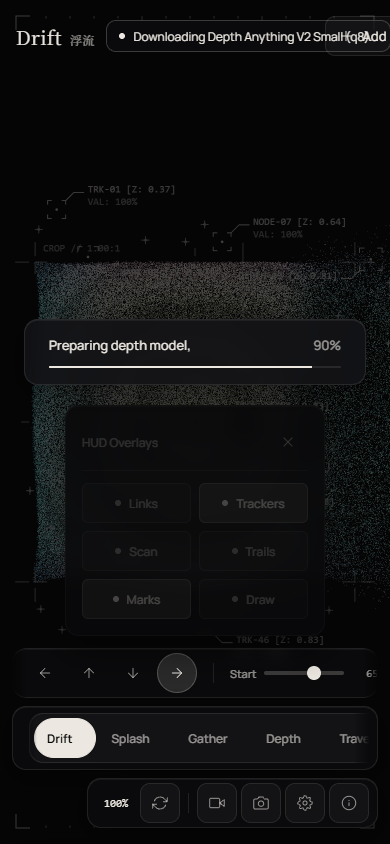 Drift 浮流
Downloading Depth Anything V2 Small (q8)
Add
TRK-01 [Z: 0.37]
VAL: 100%
NODE-07 [Z: 0.64]
VAL: 100%
CROP //
1.00:1
Preparing depth model,
90%
HUD Overlays
Links
Trackers
Scan
Trails
Marks
Draw
TRK-46 [Z: 0.83]
Start
Drift
Splash
Gather
Depth
100%